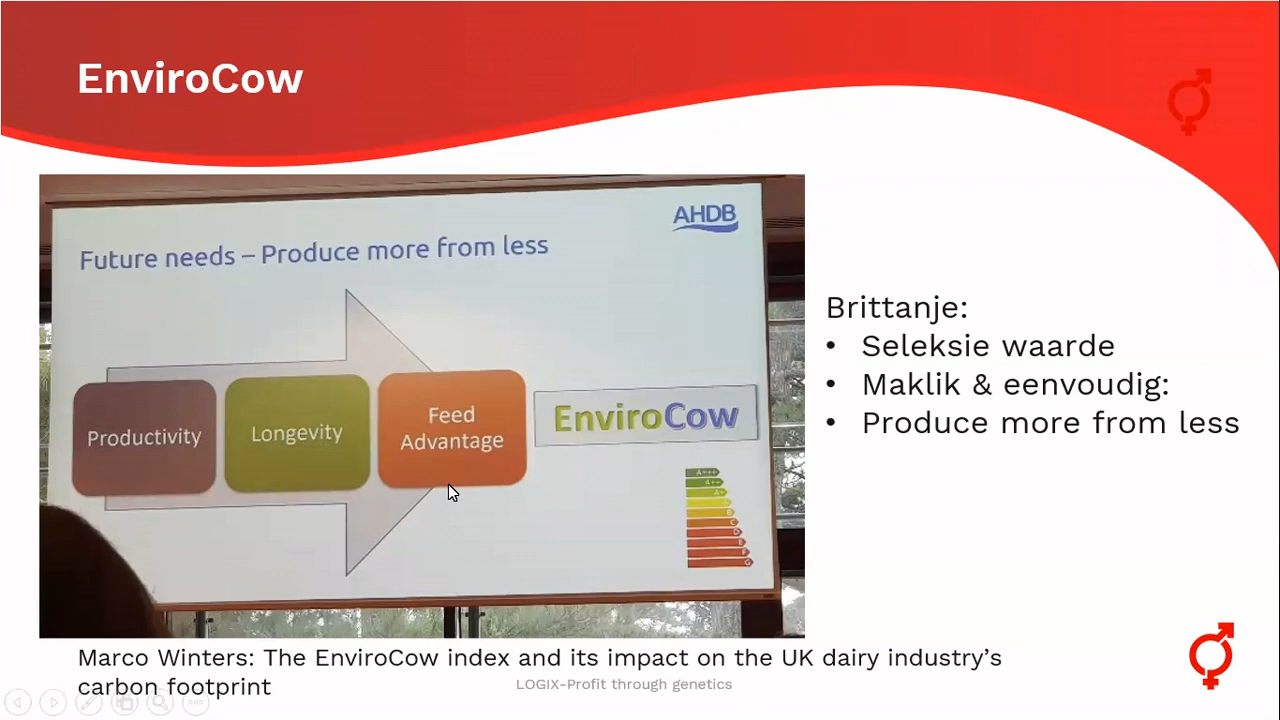 EnviroCow
AHDB
Future needs – Produce more from less
Productivity
Longevity
Feed
Advantage
EnviroCow
A+++
A++
A+
Brittanje:
• Seleksie waarde
• Maklik & eenvoudig:
• Produce more from less
Marco Winters: The EnviroCow index and its impact on the UK dairy industry's
carbon footprint
LOGIX-Profit through genetics